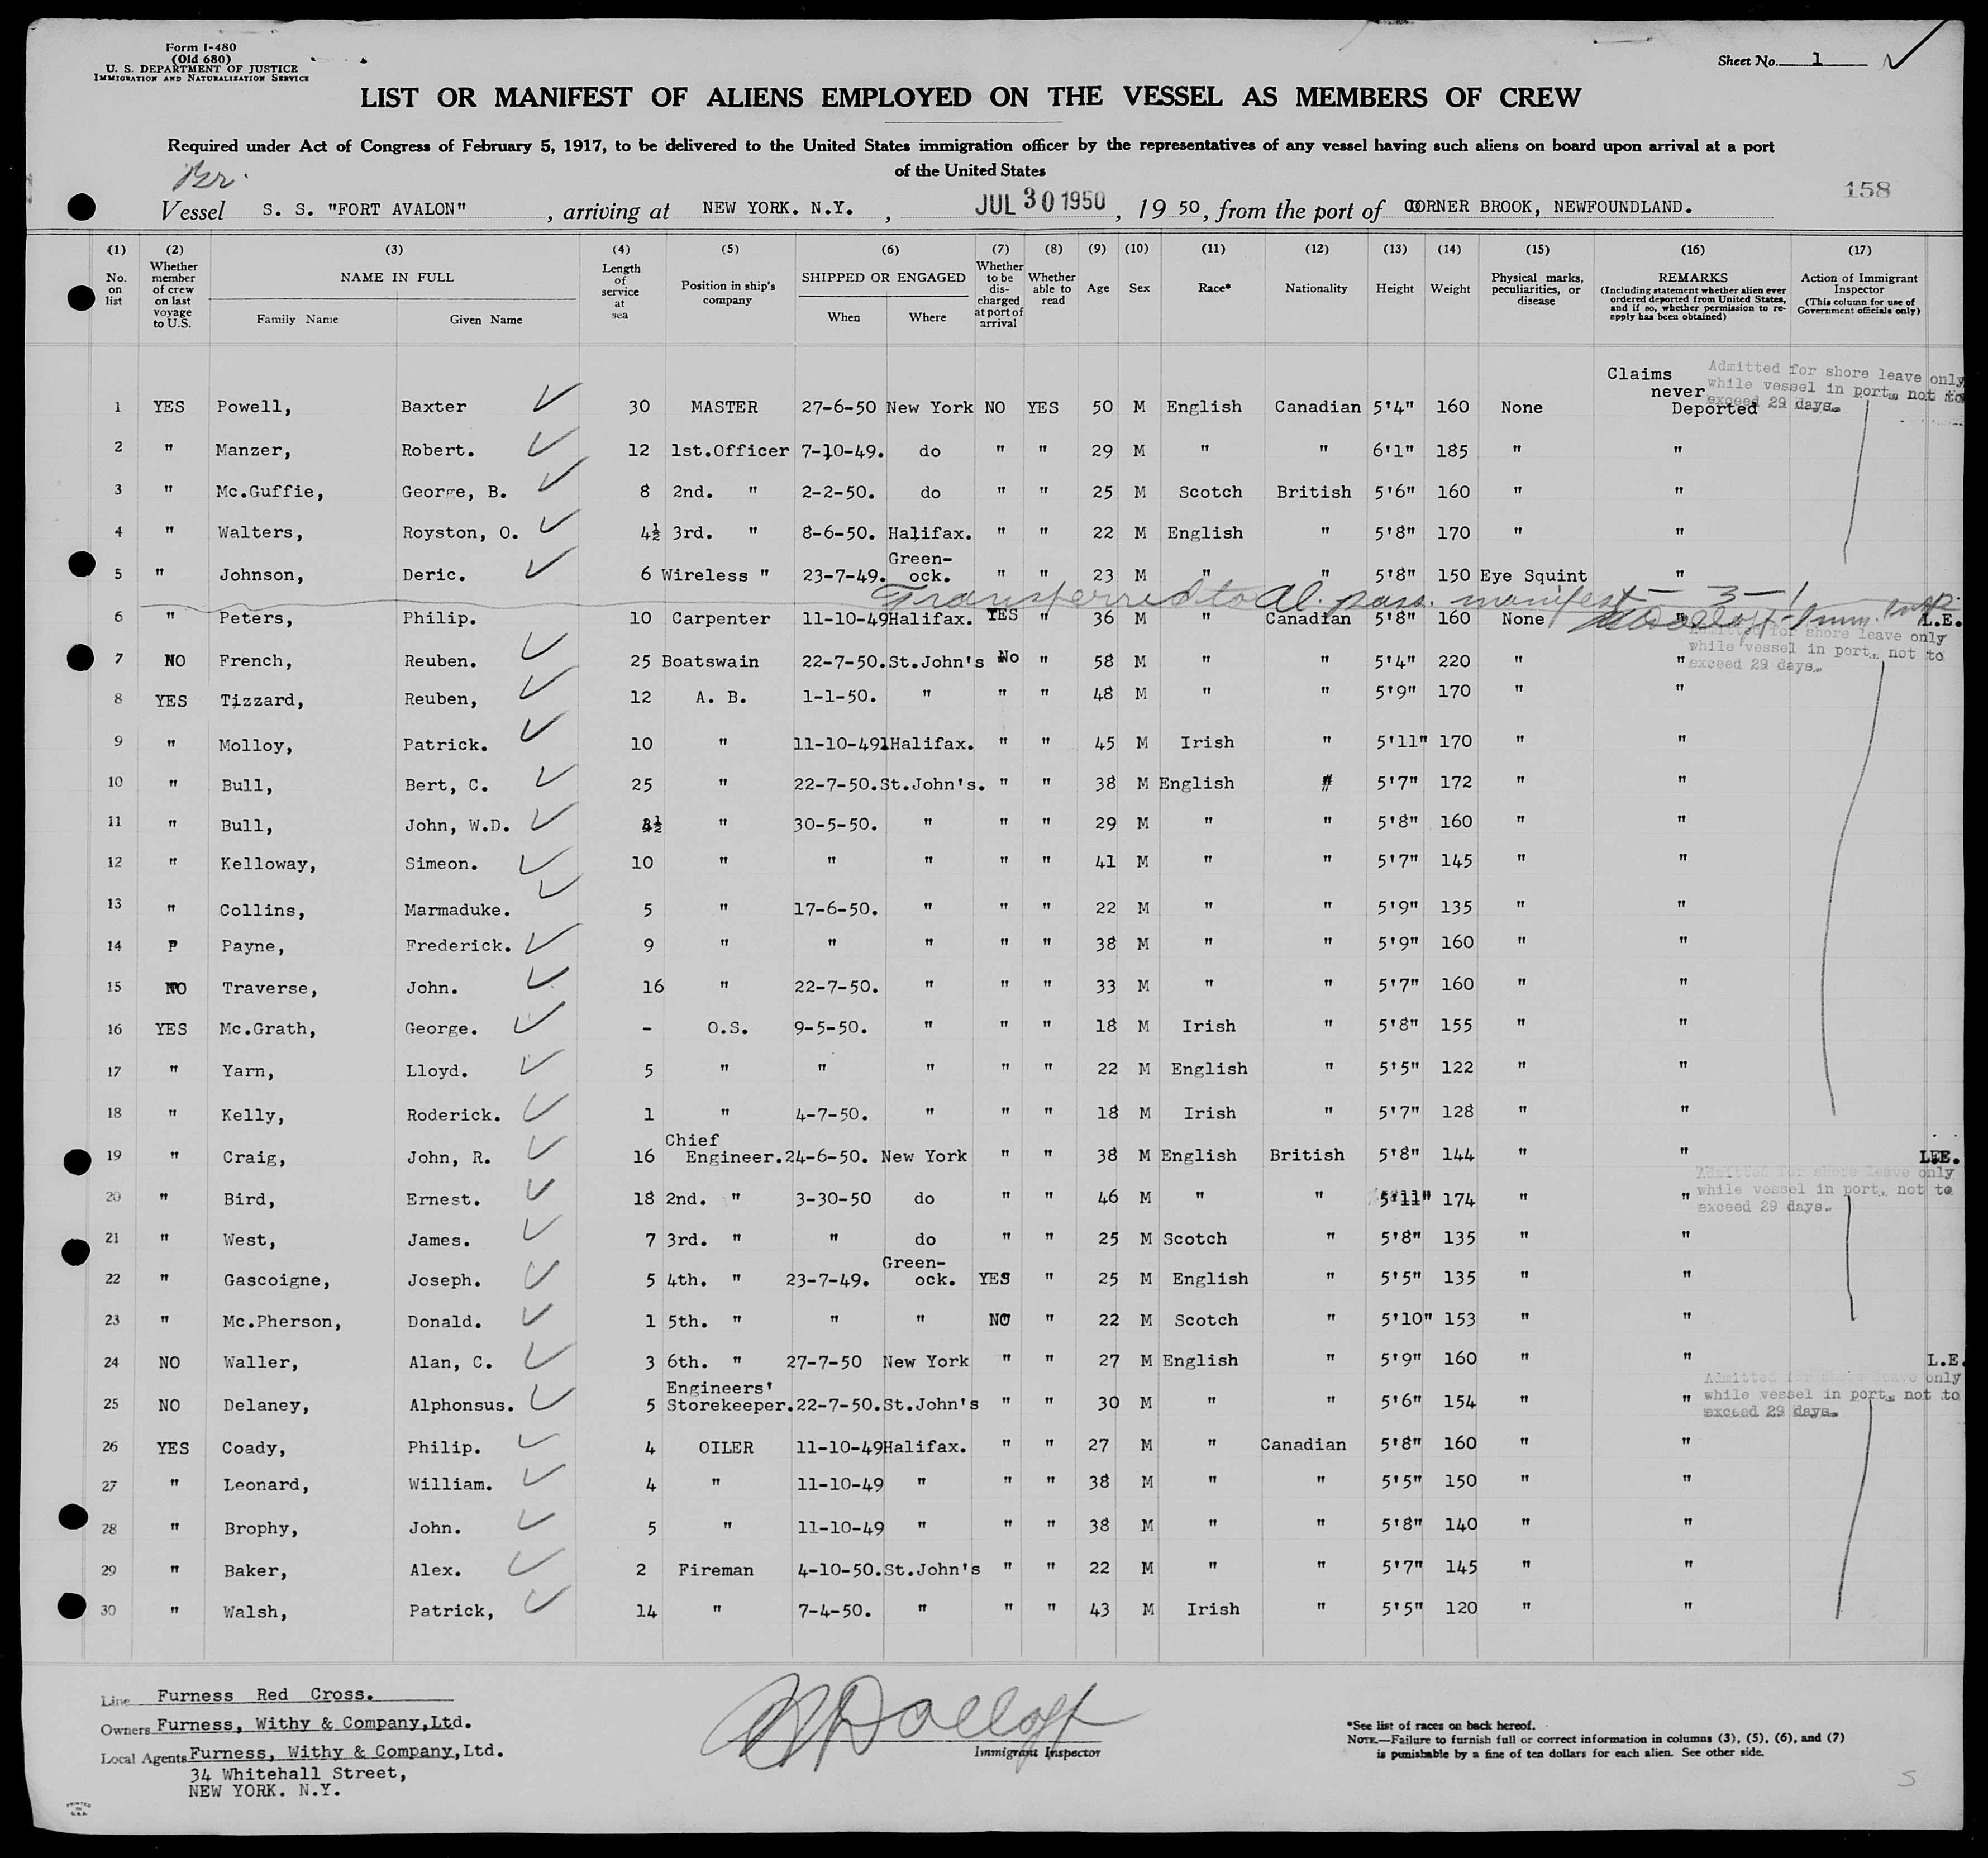 Form I-480
(Old 680)
U. S. DEPARTMENT OF JUSTICE
IMMIGRATION AND NATURALIZATION SERVICE
Sheet No. 1
LIST OR MANIFEST OF ALIENS EMPLOYED ON THE VESSEL AS MEMBERS OF CREW
Required under Act of Congress of February 5, 1917, to be delivered to the United States immigration officer by the representatives of any vessel having such aliens on board upon arrival at a port
of the United States
Br.
158
Vessel S. S. "FORT AVALON", arriving at NEW YORK. N.Y., JUL 30 1950, 19 50, from the port of CORNER BROOK, NEWFOUNDLAND.
(1) (2) (3) (4) (5) (6) (7) (8) (9) (10) (11) (12) (13) (14) (15) (16) (17)
No. on list
Whether member of crew on last voyage to U.S.
NAME IN FULL
Family Name Given Name
Length of service at sea
Position in ship's company
SHIPPED OR ENGAGED
When Where
Whether to be discharged at port of arrival
Whether able to read
Age
Sex
Race*
Nationality
Height
Weight
Physical marks, peculiarities, or disease
REMARKS
(Including statement whether alien ever ordered deported from United States, and if so, whether permission to re-apply has been obtained)
Action of Immigrant Inspector
(This column for use of Government officials only)
Claims never Deported
Admitted for shore leave only
while vessel in port, not to
exceed 29 days.
1 YES Powell, Baxter 30 MASTER 27-6-50 New York NO YES 50 M English Canadian 5'4" 160 None
2 " Manzer, Robert. 12 1st.Officer 7-10-49. do " " 29 M " " 6'1" 185 " "
3 " Mc.Guffie, George, B. 8 2nd. " 2-2-50. do " " 25 M Scotch British 5'6" 160 " "
4 " Walters, Royston, O. 4½ 3rd. " 8-6-50. Halifax. " " 22 M English " 5'8" 170 " "
5 " Johnson, Deric. 6 Wireless " 23-7-49. Green-ock. " " 23 M " " 5'8" 150 Eye Squint "
Transferred to Al. pass. manifest - 3 - 1
6 " Peters, Philip. 10 Carpenter 11-10-49 Halifax. YES " 36 M " Canadian 5'8" 160 None " L.E.
Admitted for shore leave only
while vessel in port, not to
exceed 29 days.
7 NO French, Reuben. 25 Boatswain 22-7-50. St.John's No " 58 M " " 5'4" 220 " "
8 YES Tizzard, Reuben, 12 A. B. 1-1-50. " " " 48 M " " 5'9" 170 " "
9 " Molloy, Patrick. 10 " 11-10-49 Halifax. " " 45 M Irish " 5'11" 170 " "
10 " Bull, Bert, C. 25 " 22-7-50. St.John's. " " 38 M English " 5'7" 172 " "
11 " Bull, John, W.D. " 30-5-50. " " " 29 M " " 5'8" 160 " "
12 " Kelloway, Simeon. 10 " " " " " 41 M " " 5'7" 145 " "
13 " Collins, Marmaduke. 5 " 17-6-50. " " " 22 M " " 5'9" 135 " "
14 Payne, Frederick. 9 " " " " " 38 M " " 5'9" 160 " "
15 NO Traverse, John. 16 " 22-7-50. " " " 33 M " " 5'7" 160 " "
16 YES Mc.Grath, George. - O.S. 9-5-50. " " " 18 M Irish " 5'8" 155 " "
17 " Yarn, Lloyd. 5 " " " " " 22 M English " 5'5" 122 " "
18 " Kelly, Roderick. 1 " 4-7-50. " " " 18 M Irish " 5'7" 128 " "
19 " Craig, John, R. 16 Chief Engineer. 24-6-50. New York " " 38 M English British 5'8" 144 " " L.E.
Admitted for shore leave only
while vessel in port, not to
exceed 29 days.
20 " Bird, Ernest. 18 2nd. " 3-30-50 do " " 46 M " " 5'11" 174 " "
21 " West, James. 7 3rd. " " do " " 25 M Scotch " 5'8" 135 " "
22 " Gascoigne, Joseph. 5 4th. " 23-7-49. Green-ock. YES " 25 M English " 5'5" 135 " "
23 " Mc.Pherson, Donald. 1 5th. " " " NO " 22 M Scotch " 5'10" 153 " "
24 NO Waller, Alan, C. 3 6th. " 27-7-50 New York " " 27 M English " 5'9" 160 " " L.E.
Admitted for shore leave only
while vessel in port, not to
exceed 29 days.
25 NO Delaney, Alphonsus. 5 Engineers' Storekeeper. 22-7-50. St.John's " " 30 M " " 5'6" 154 " "
26 YES Coady, Philip. 4 OILER 11-10-49 Halifax. " " 27 M " Canadian 5'8" 160 " "
27 " Leonard, William. 4 " 11-10-49 " " " 38 M " " 5'5" 150 " "
28 " Brophy, John. 5 " 11-10-49 " " " 38 M " " 5'8" 140 " "
29 " Baker, Alex. 2 Fireman 4-10-50. St.John's " " 22 M " " 5'7" 145 " "
30 " Walsh, Patrick, 14 " 7-4-50. " " " 43 M Irish " 5'5" 120 " "
Line Furness Red Cross.
Owners Furness, Withy & Company,Ltd.
Local Agents Furness, Withy & Company,Ltd.
34 Whitehall Street,
NEW YORK. N.Y.
Immigrant Inspector
*See list of races on back hereof.
NOTE.—Failure to furnish full or correct information in columns (3), (5), (6), and (7)
is punishable by a fine of ten dollars for each alien. See other side.
PRINTED IN U.S.A.